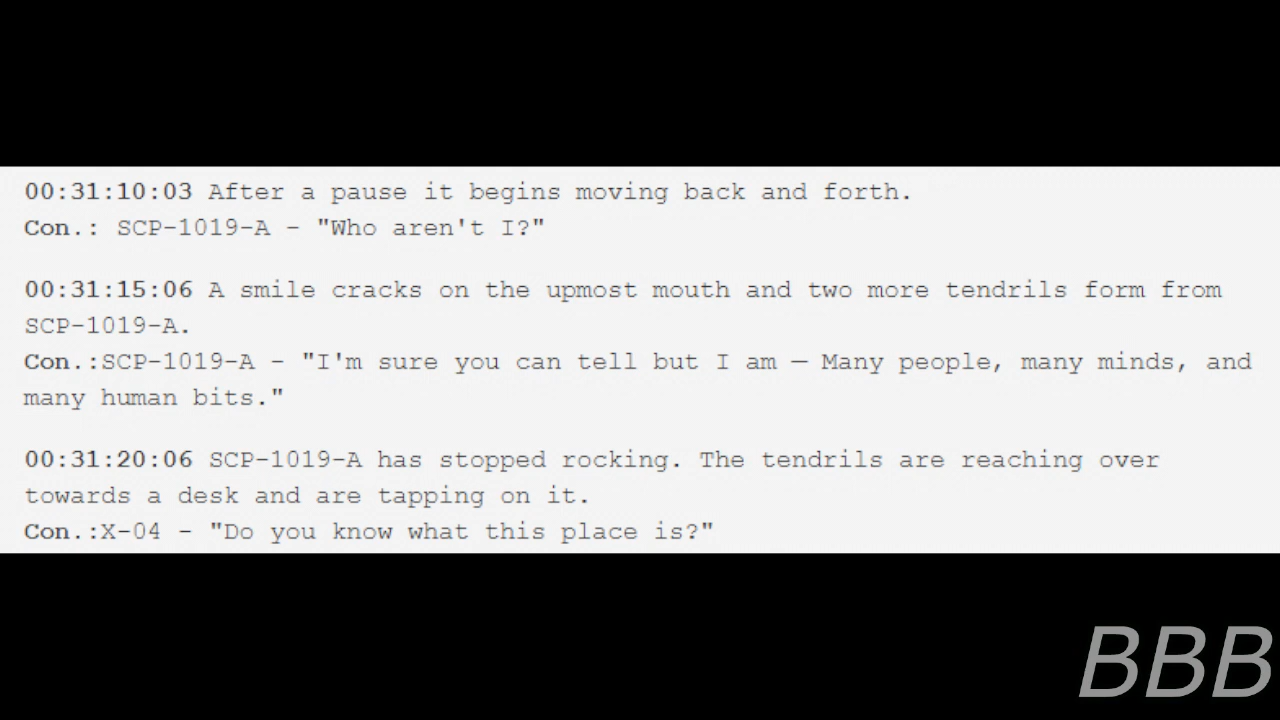 00:31:10:03 After a pause it begins moving back and forth.
Con.: SCP-1019-A - "Who aren't I?"
00:31:15:06 A smile cracks on the upmost mouth and two more tendrils form from
SCP-1019-A.
Con.:SCP-1019-A - "I'm sure you can tell but I am — Many people, many minds, and
many human bits."
00:31:20:06 SCP-1019-A has stopped rocking. The tendrils are reaching over
towards a desk and are tapping on it.
Con.:X-04 - "Do you know what this place is?"
BBB